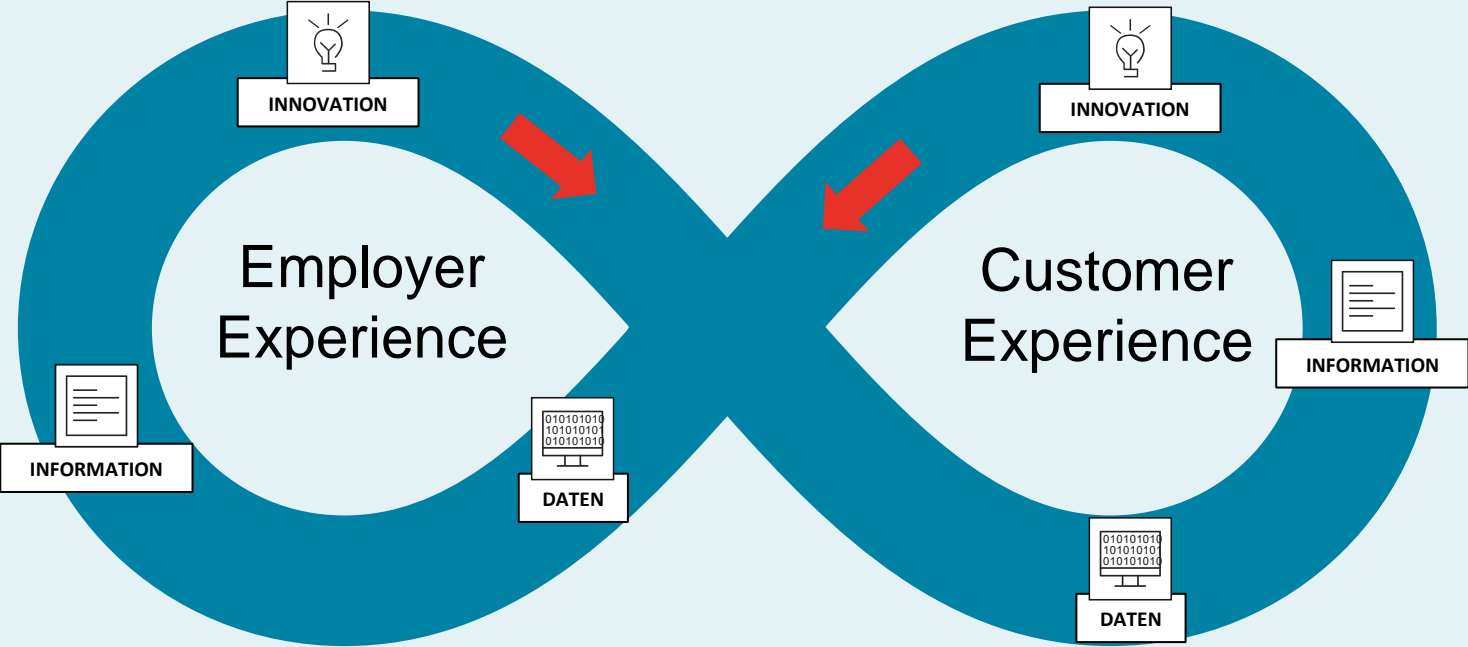 INNOVATION
INNOVATION
Employer
Experience
Customer
Experience
INFORMATION
INFORMATION
010101010
101010101
010101010
DATEN
010101010
101010101
010101010
DATEN